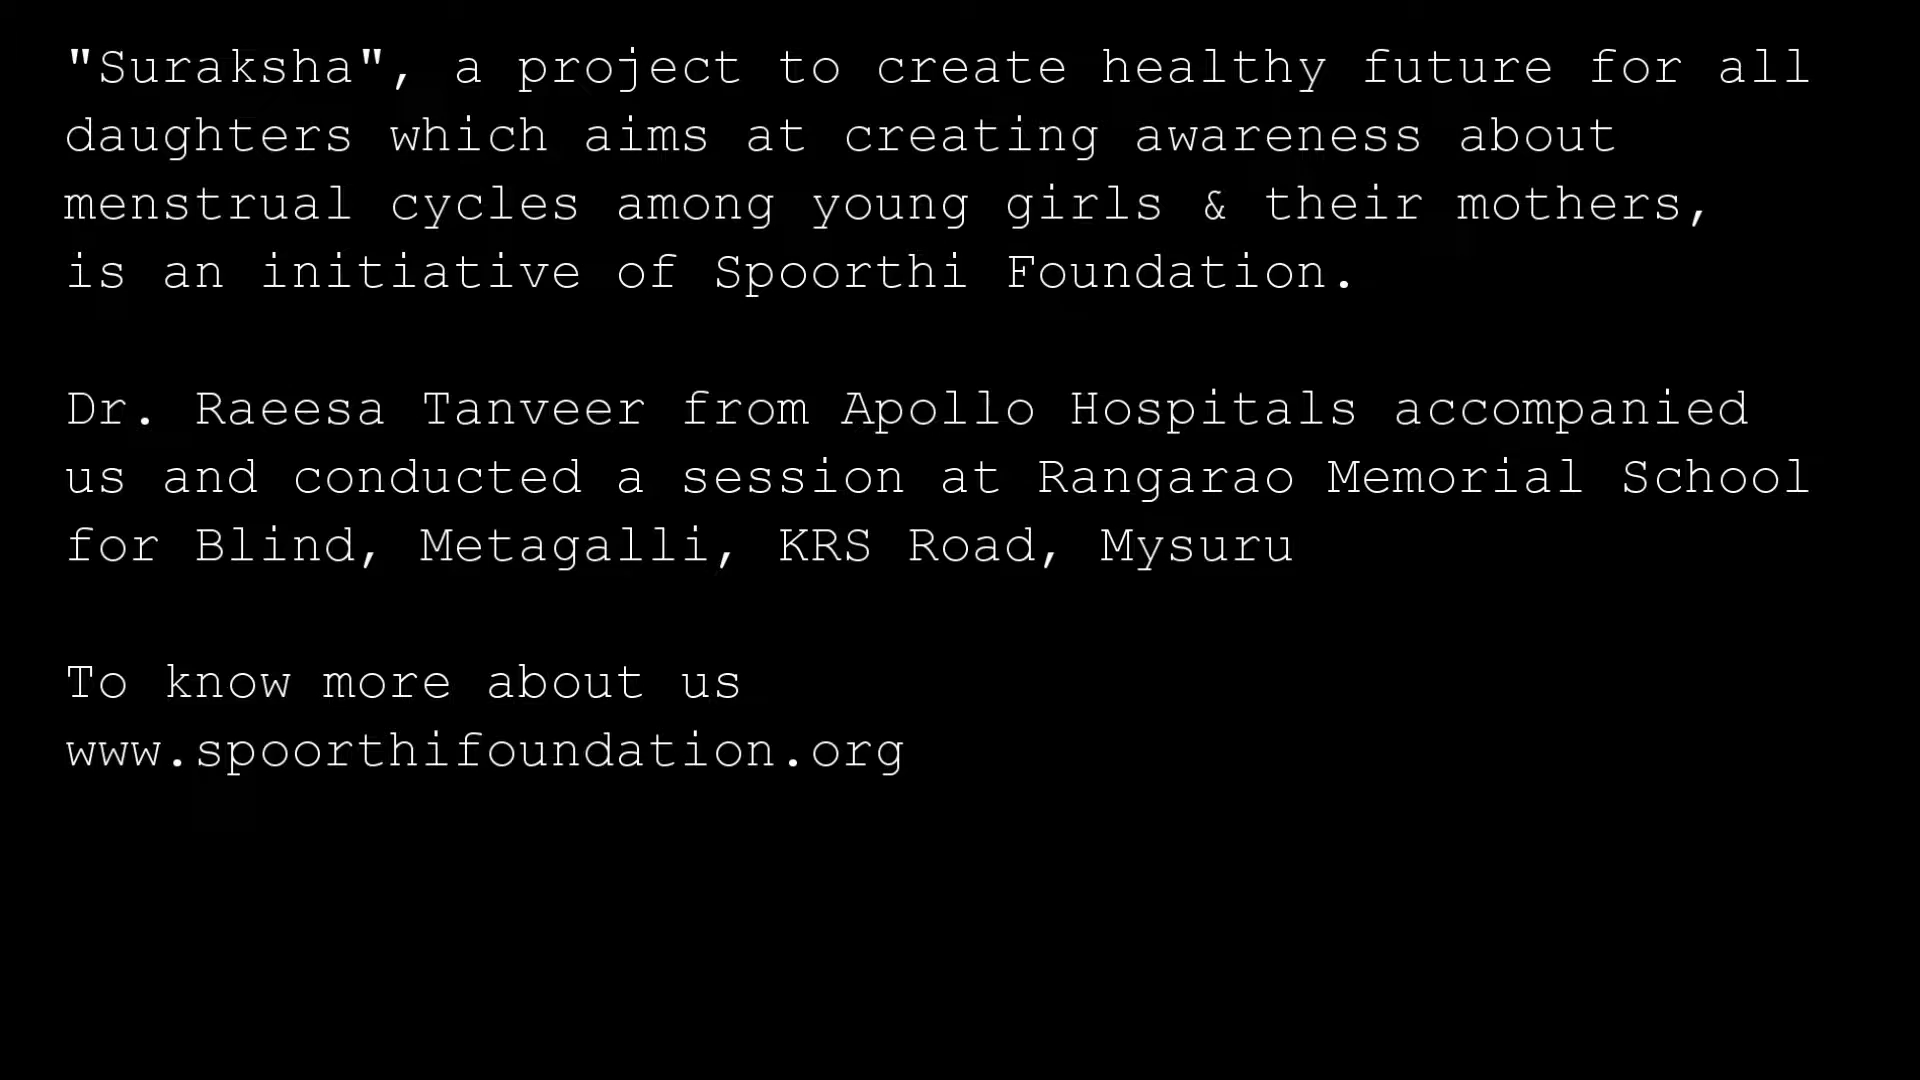 "Suraksha", a project to create healthy future for all
daughters which aims at creating awareness about
menstrual cycles among young girls & their mothers,
is an initiative of Spoorthi Foundation.
Dr. Raeesa Tanveer from Apollo Hospitals accompanied
us and conducted a session at Rangarao Memorial School
for Blind, Metagalli, KRS Road, Mysuru
To know more about us
www.spoorthifoundation.org